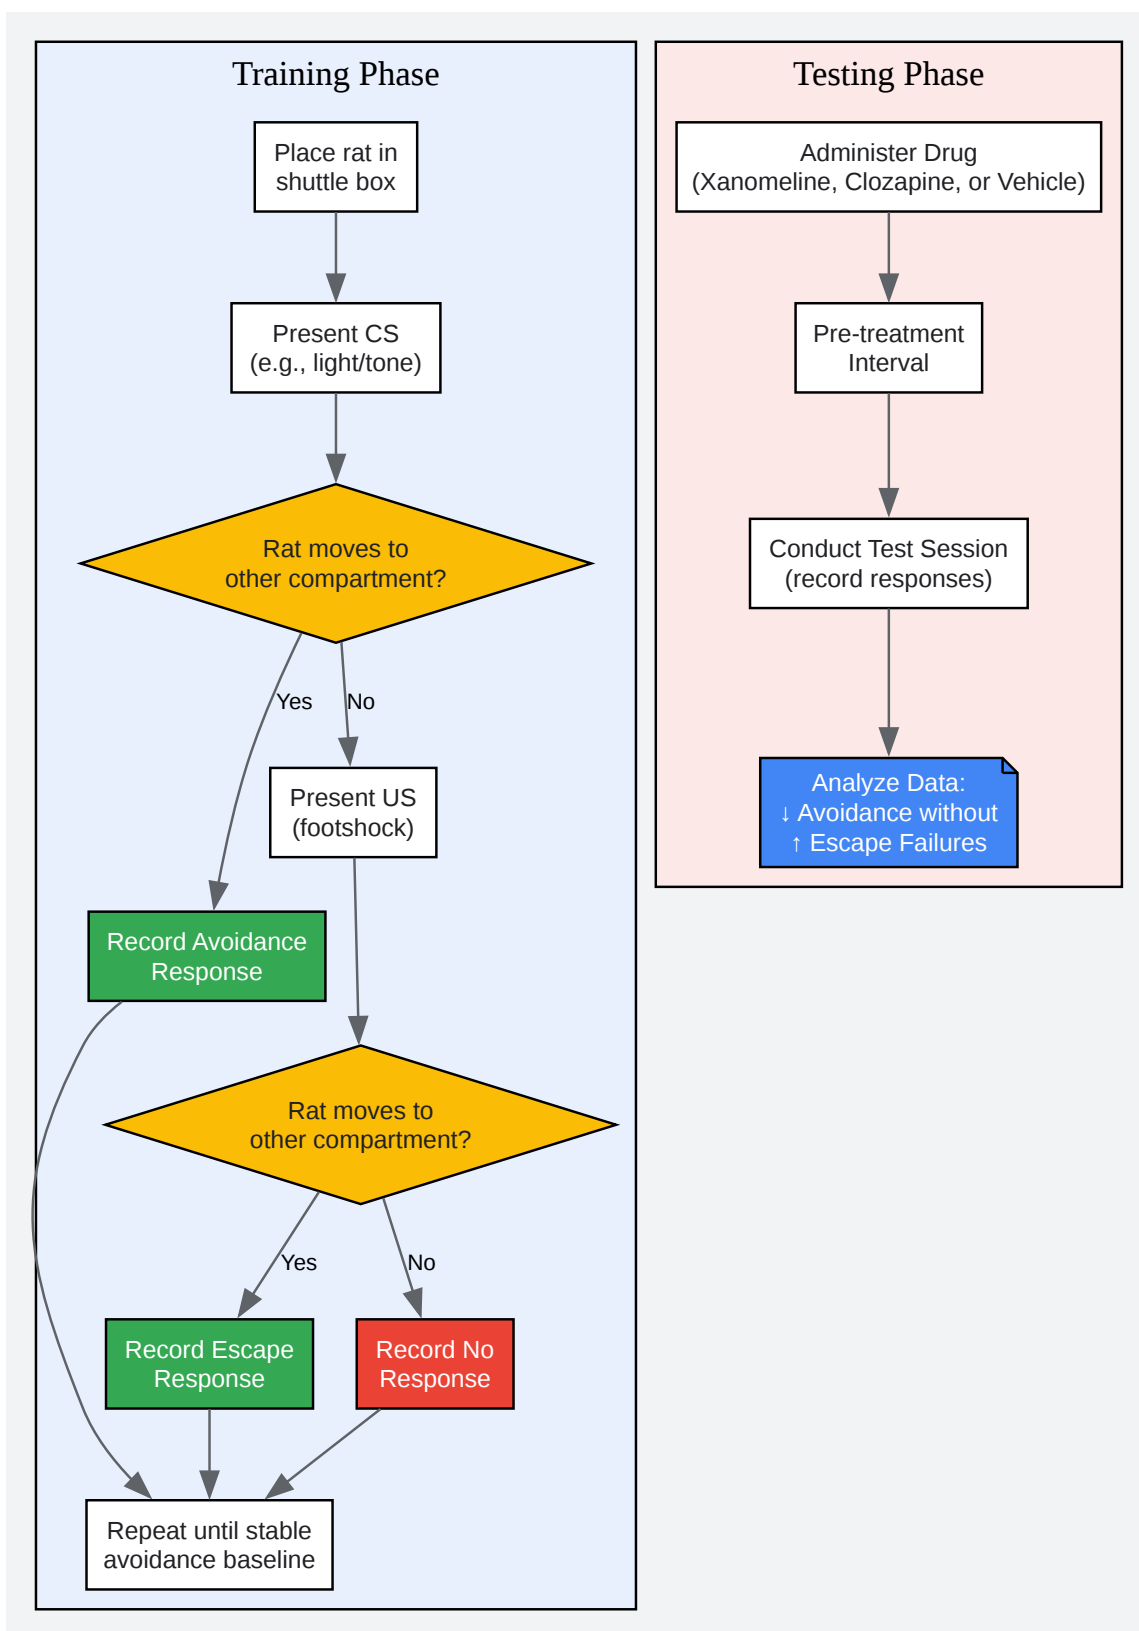 Training Phase
Place rat in
shuttle box
Present CS
(e.g., light/tone)
Rat moves to
other compartment?
Yes
No
Present US
(footshock)
Record Avoidance
Response
Rat moves to
other compartment?
Yes
No
Record Escape
Response
Record No
Response
Repeat until stable
avoidance baseline
Testing Phase
Administer Drug
(Xanomeline, Clozapine, or Vehicle)
Pre-treatment
Interval
Conduct Test Session
(record responses)
Analyze Data:
↓ Avoidance without
↑ Escape Failures